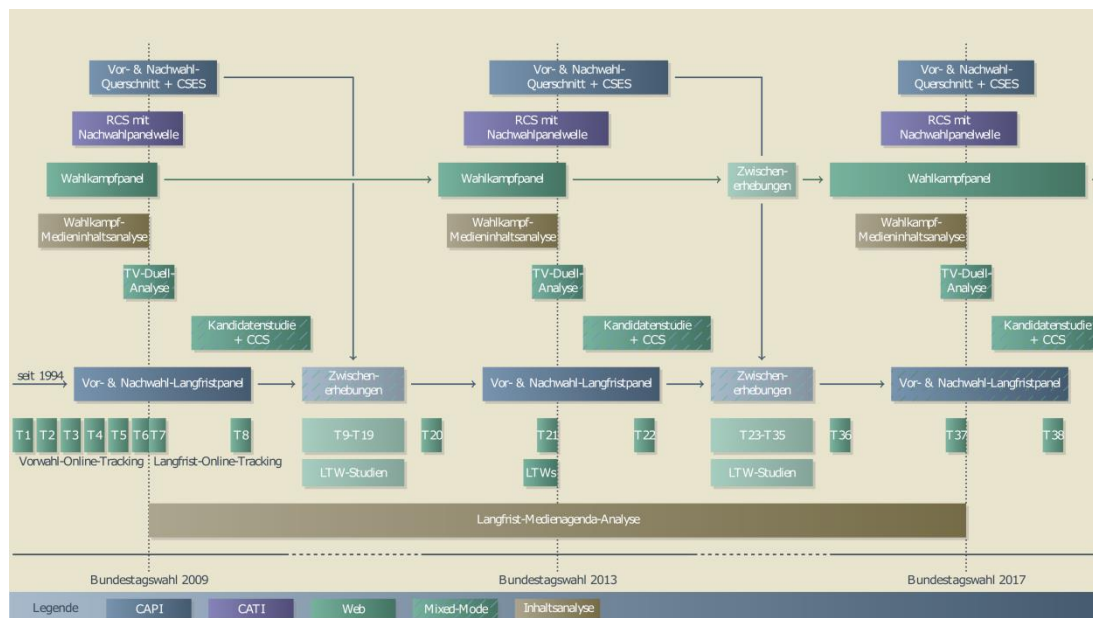 Vor- & Nachwahl-
Querschnitt + CSES
Vor- & Nachwahl-
Querschnitt + CSES
Vor- & Nachwahl-
Querschnitt + CSES
RCS mit
Nachwahlpanelwelle
RCS mit
Nachwahlpanelwelle
RCS mit
Nachwahlpanelwelle
Wahlkampfpanel
Wahlkampfpanel
Zwischen-
erhebungen
Wahlkampfpanel
Wahlkampf-
Medieninhaltsanalyse
Wahlkampf-
Medieninhaltsanalyse
Wahlkampf-
Medieninhaltsanalyse
TV-Duell-
Analyse
TV-Duell-
Analyse
TV-Duell-
Analyse
Kandidatenstudie
+ CCS
Kandidatenstudie
+ CCS
Kandidatenstudie
+ CCS
seit 1994
Vor- & Nachwahl-Langfristpanel
Zwischen-
erhebungen
Vor- & Nachwahl-Langfristpanel
Zwischen-
erhebungen
Vor- & Nachwahl-Langfristpanel
T1 T2 T3 T4 T5 T6 T7 T8 T9-T19 T20 T21 T22 T23-T35 T36 T37 T38
Vorwahl-Online-Tracking Langfrist-Online-Tracking
LTW-Studien LTWs LTW-Studien
Langfrist-Medienagenda-Analyse
Bundestagswahl 2009 Bundestagswahl 2013 Bundestagswahl 2017
Legende CAPI CATI Web Mixed-Mode Inhaltsanalyse